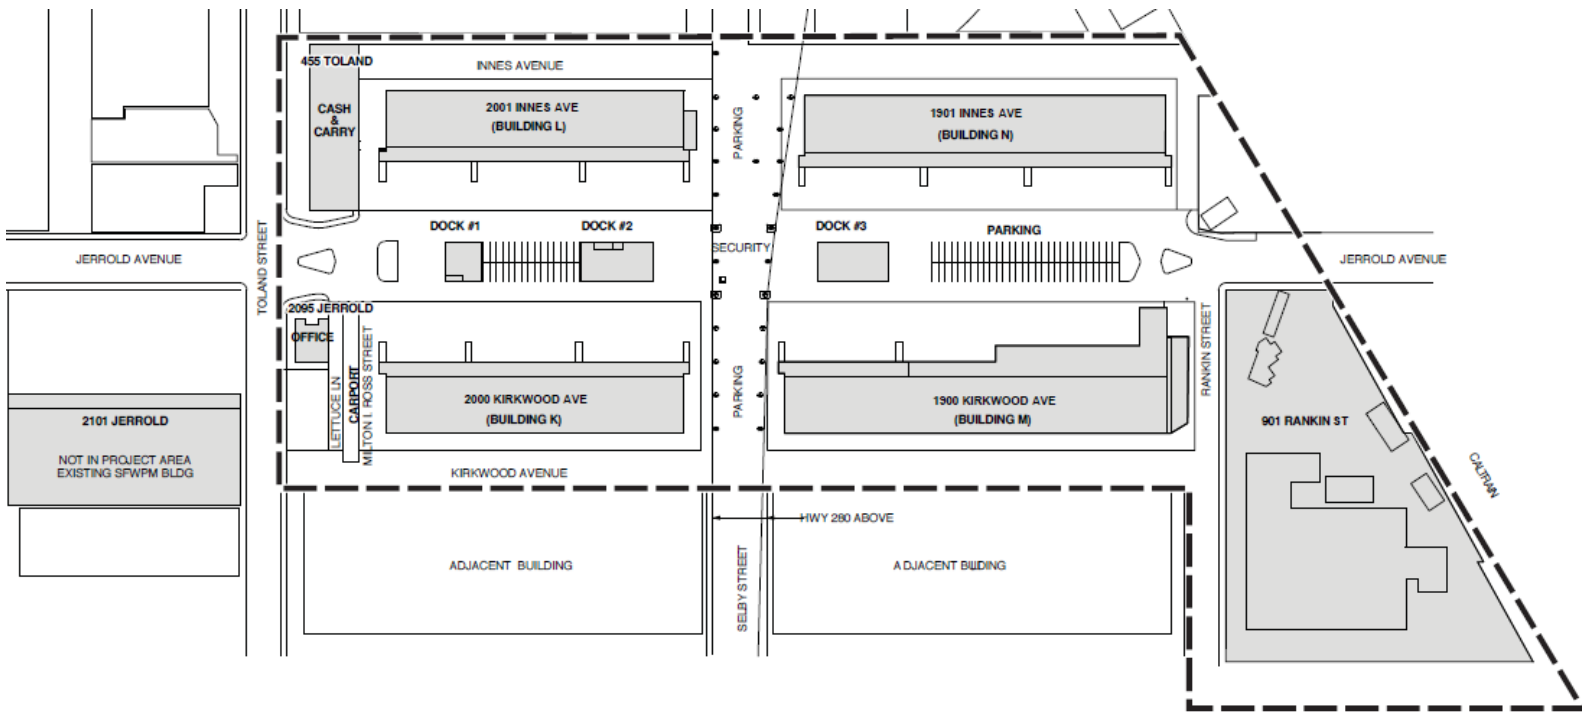 455 TOLAND
INNES AVENUE
CASH
&
CARRY
2001 INNES AVE
(BUILDING L)
PARKING
1901 INNES AVE
(BUILDING N)
TOLAND STREET
JERROLD AVENUE
DOCK #1
DOCK #2
SECURITY
DOCK #3
PARKING
JERROLD AVENUE
2095 JERROLD
OFFICE
LETTUCE LN
CARPORT
MILTON I. ROSS STREET
2000 KIRKWOOD AVE
(BUILDING K)
PARKING
1900 KIRKWOOD AVE
(BUILDING M)
RANKIN STREET
901 RANKIN ST
CALTRAIN
2101 JERROLD
NOT IN PROJECT AREA
EXISTING SFWPM BLDG
KIRKWOOD AVENUE
HWY 280 ABOVE
ADJACENT BUILDING
SELBY STREET
ADJACENT BUILDING